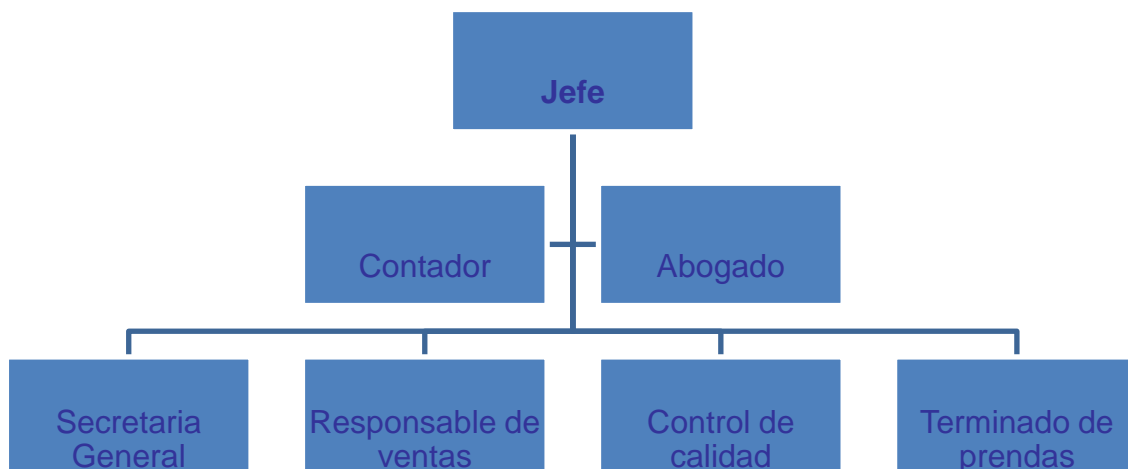 Jefe
Contador
Abogado
Secretaria
General
Responsable de
ventas
Control de
calidad
Terminado de
prendas